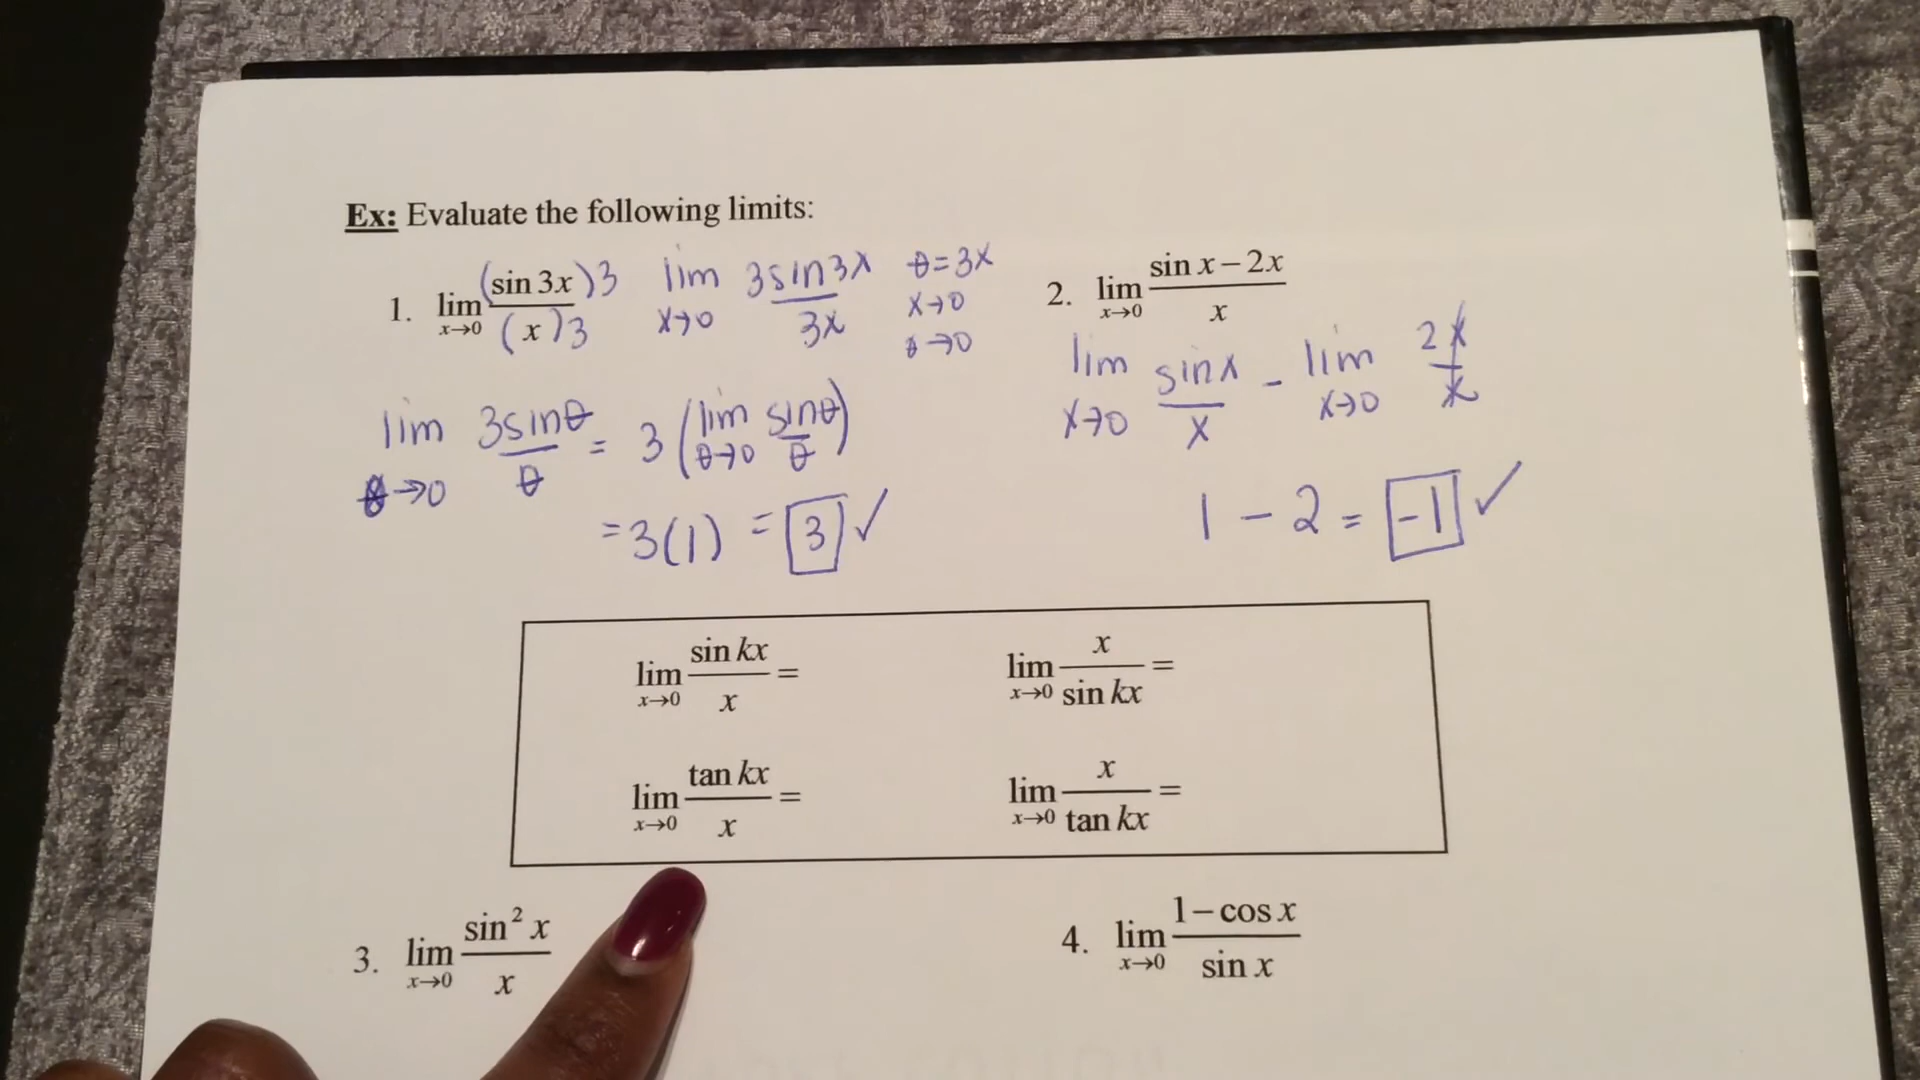 Ex: Evaluate the following limits:
1. lim x→0 (sin 3x)3 / (x)3   lim x→0 3sin3x / 3x   θ=3x
x→0
θ→0
lim θ→0 3sinθ / θ = 3 (lim θ→0 sinθ / θ)
=3(1) = 3 ✓
2. lim x→0 sin x – 2x / x
lim x→0 sinx / x - lim x→0 2x / x
1 - 2 = -1 ✓
lim x→0 sin kx / x =
lim x→0 x / sin kx =
lim x→0 tan kx / x =
lim x→0 x / tan kx =
3. lim x→0 sin² x / x
4. lim x→0 1 – cos x / sin x